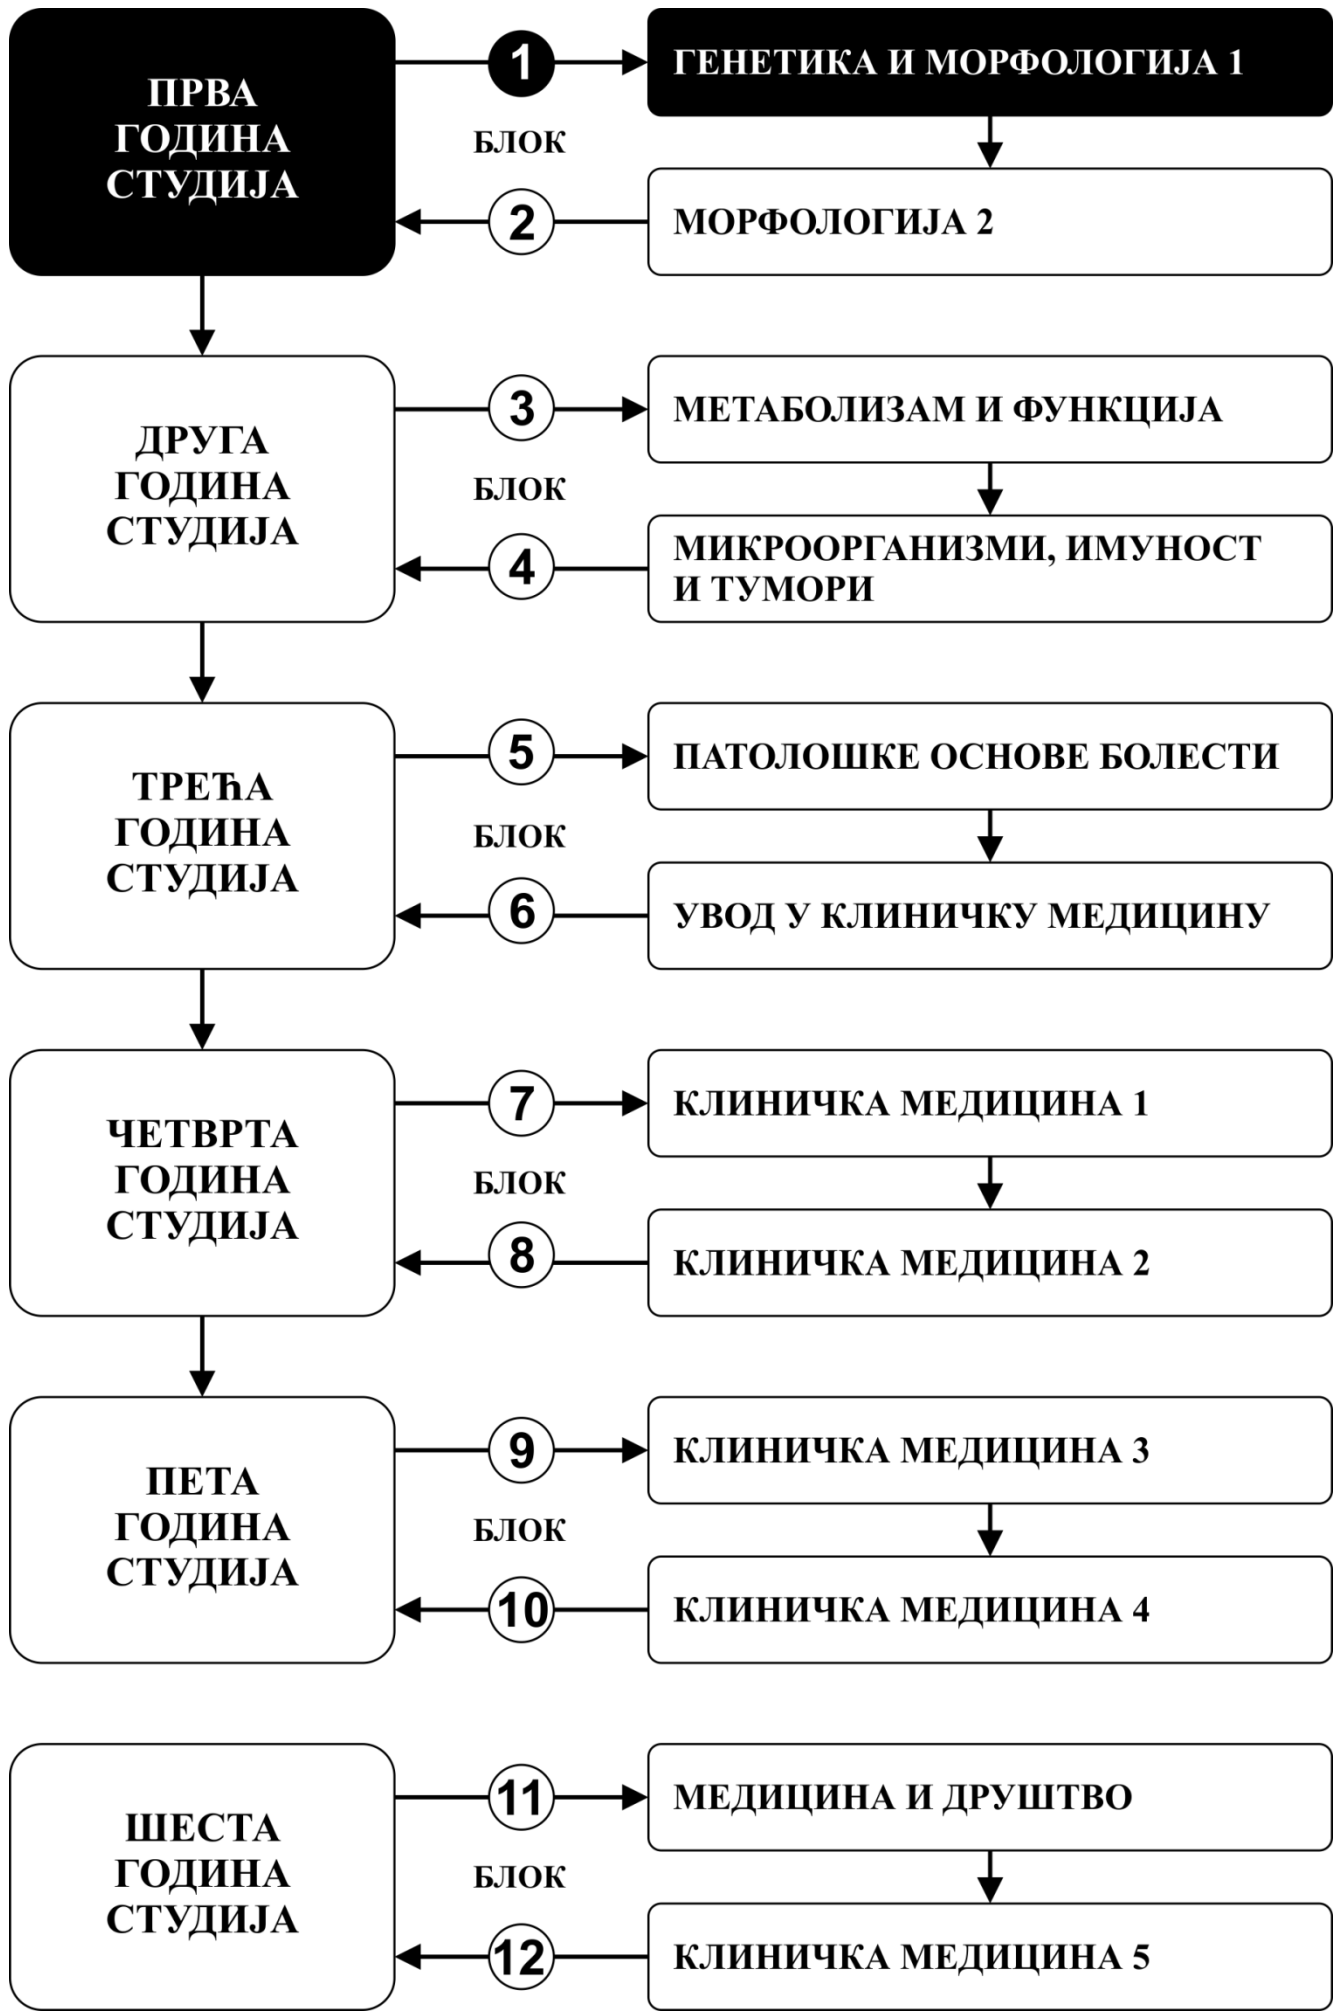 ПРВА
ГОДИНА
СТУДИЈА
1
БЛОК
2
ГЕНЕТИКА И МОРФОЛОГИЈА 1
МОРФОЛОГИЈА 2
ДРУГА
ГОДИНА
СТУДИЈА
3
БЛОК
4
МЕТАБОЛИЗАМ И ФУНКЦИЈА
МИКРООРГАНИЗМИ, ИМУНОСТ
И ТУМОРИ
ТРЕЋА
ГОДИНА
СТУДИЈА
5
БЛОК
6
ПАТОЛОШКЕ ОСНОВЕ БОЛЕСТИ
УВОД У КЛИНИЧКУ МЕДИЦИНУ
ЧЕТВРТА
ГОДИНА
СТУДИЈА
7
БЛОК
8
КЛИНИЧКА МЕДИЦИНА 1
КЛИНИЧКА МЕДИЦИНА 2
ПЕТА
ГОДИНА
СТУДИЈА
9
БЛОК
10
КЛИНИЧКА МЕДИЦИНА 3
КЛИНИЧКА МЕДИЦИНА 4
ШЕСТА
ГОДИНА
СТУДИЈА
11
БЛОК
12
МЕДИЦИНА И ДРУШТВО
КЛИНИЧКА МЕДИЦИНА 5